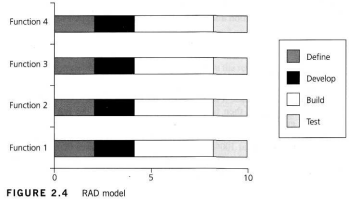 Function 4
Function 3
Function 2
Function 1
0
5
10
Define
Develop
Build
Test
FIGURE 2.4 RAD model